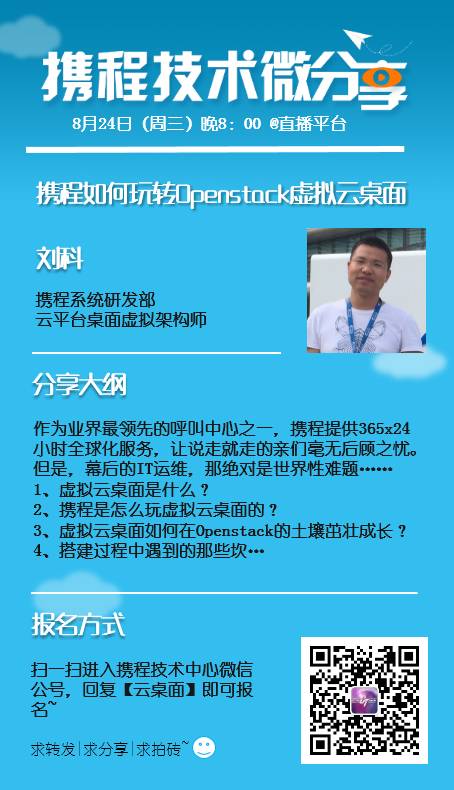 携程技术微分享
8月24日（周三）晚8：00 @直播平台
携程如何玩转Openstack虚拟云桌面
刘科
携程系统研发部
云平台桌面虚拟架构师
分享大纲
作为业界最领先的呼叫中心之一，携程提供365x24
小时全球化服务，让说走就走的亲们毫无后顾之忧。
但是，幕后的IT运维，那绝对是世界性难题……
1、虚拟云桌面是什么？
2、携程是怎么玩虚拟云桌面的？
3、虚拟云桌面如何在Openstack的土壤茁壮成长？
4、搭建过程中遇到的那些坎…
报名方式
扫一扫进入携程技术中心微信
公号，回复【云桌面】即可报
名~
求转发|求分享|求拍砖~